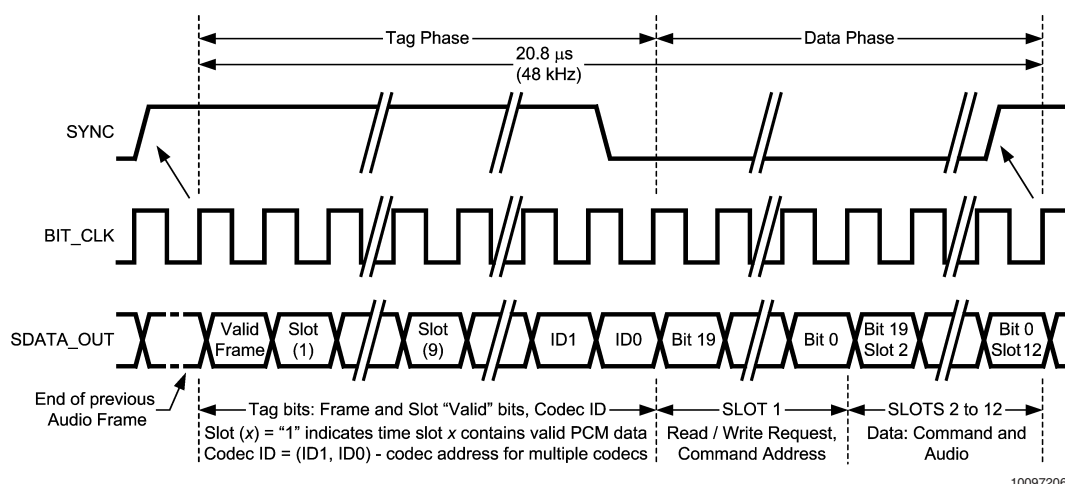 Tag Phase
Data Phase
20.8 μs
(48 kHz)
SYNC
BIT_CLK
SDATA_OUT
Valid
Frame
Slot
(1)
Slot
(9)
ID1
ID0
Bit 19
Bit 0
Bit 19
Slot 2
Bit 0
Slot12
End of previous
Audio Frame
Tag bits: Frame and Slot “Valid” bits, Codec ID
Slot (x) = “1” indicates time slot x contains valid PCM data
Codec ID = (ID1, ID0) - codec address for multiple codecs
SLOT 1
Read / Write Request,
Command Address
SLOTS 2 to 12
Data: Command and
Audio
10097206